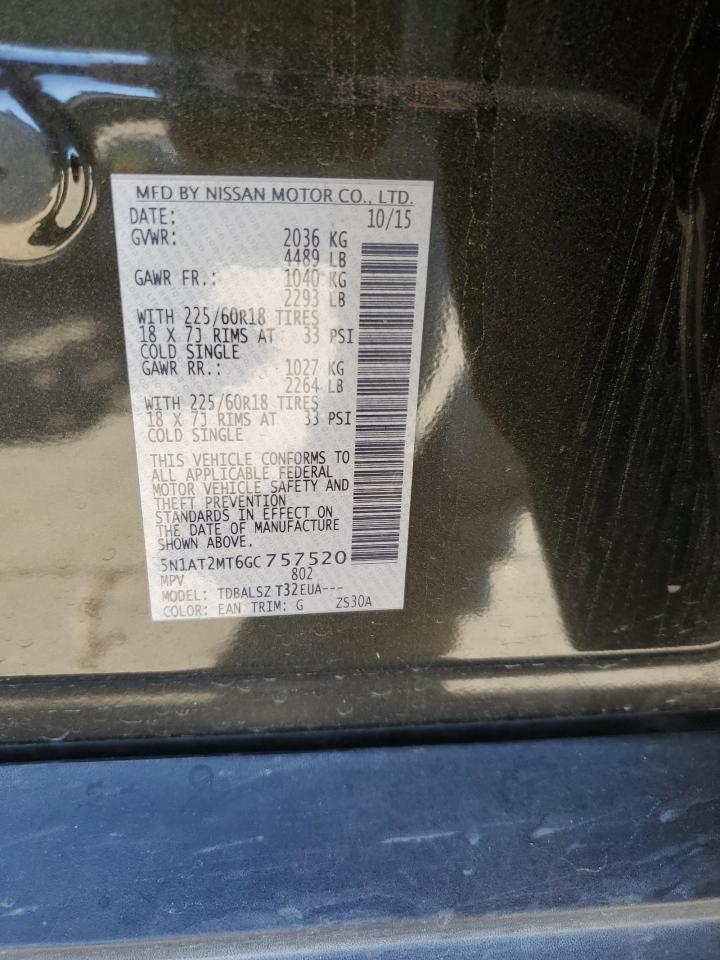 MFD BY NISSAN MOTOR CO., LTD.
DATE: 10/15
GVWR: 2036 KG
4489 LB
GAWR FR.: 1040 KG
2293 LB
WITH 225/60R18 TIRES
18 X 7J RIMS AT 33 PSI
COLD SINGLE
GAWR RR.: 1027 KG
2264 LB
WITH 225/60R18 TIRES
18 X 7J RIMS AT 33 PSI
COLD SINGLE
THIS VEHICLE CONFORMS TO
ALL APPLICABLE FEDERAL
MOTOR VEHICLE SAFETY AND
THEFT PREVENTION
STANDARDS IN EFFECT ON
THE DATE OF MANUFACTURE
SHOWN ABOVE.
5N1AT2MT6GC757520
MPV 802
MODEL: TDBALSZ T32EUA---
COLOR: EAN TRIM: G ZS30A